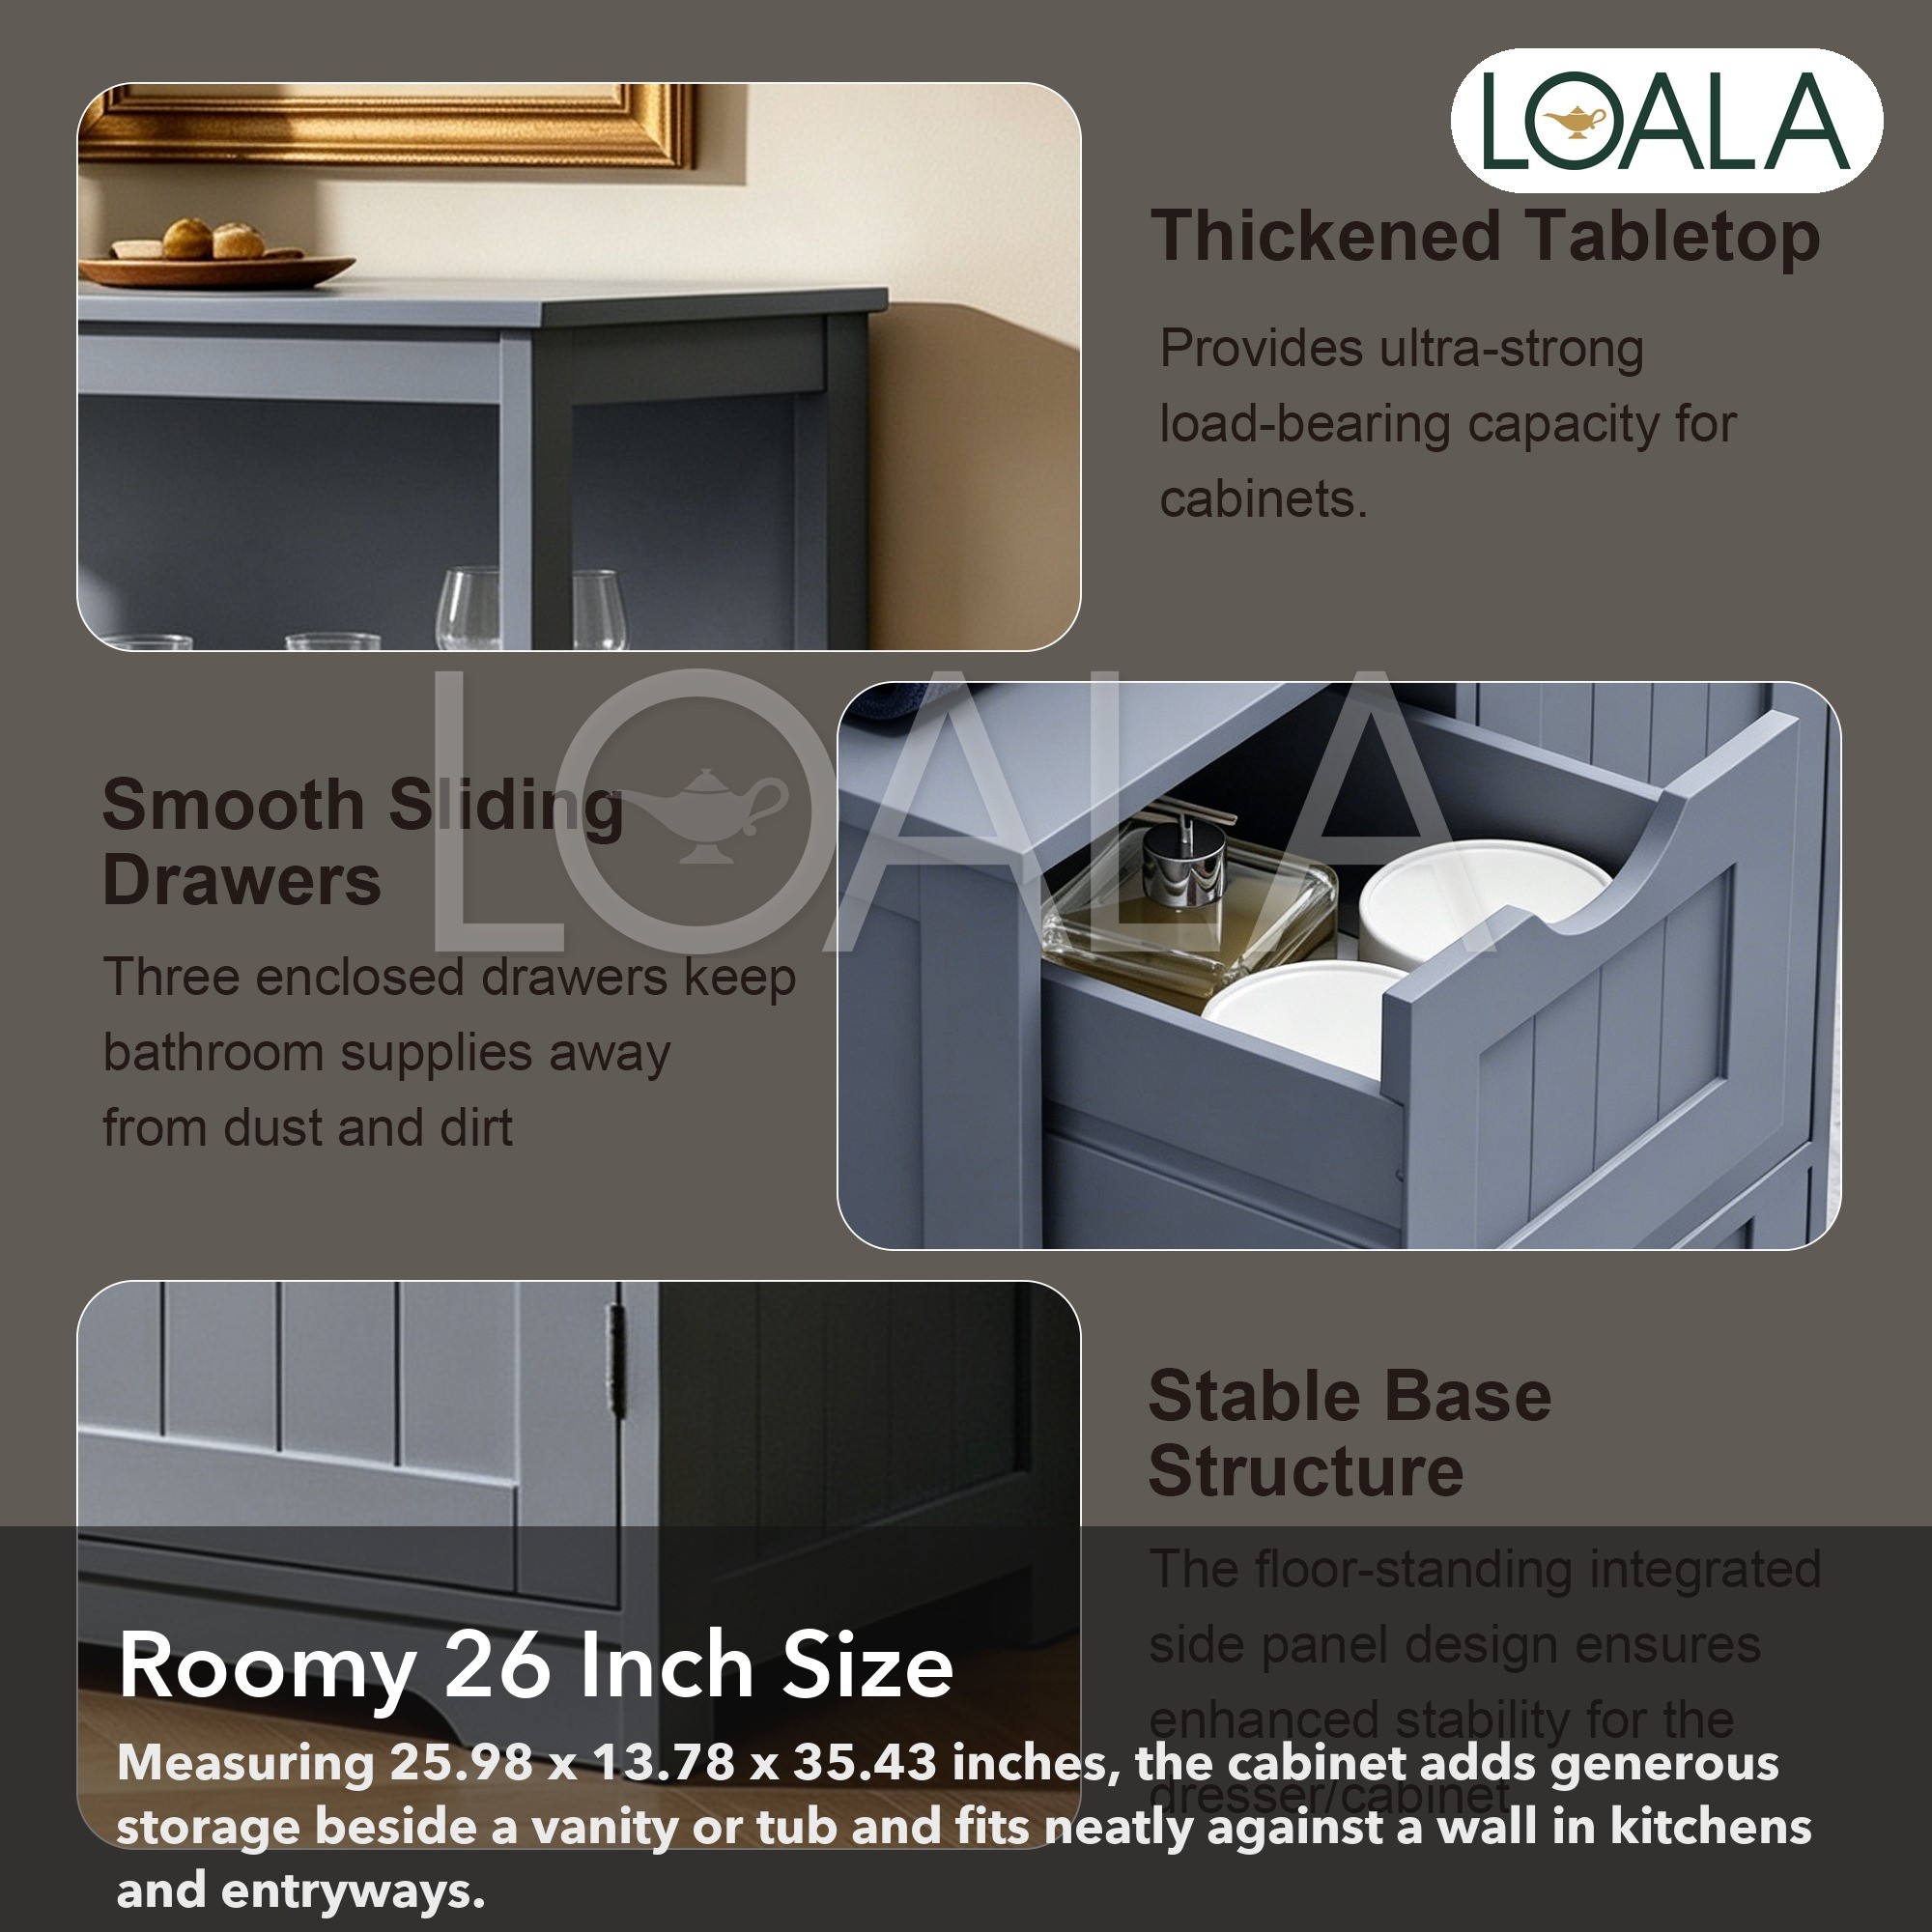 LOALA
Thickened Tabletop
Provides ultra-strong
load-bearing capacity for
cabinets.
LOALA
Smooth Sliding
Drawers
Three enclosed drawers keep
bathroom supplies away
from dust and dirt
Stable Base
Structure
The floor-standing integrated
side panel design ensures
enhanced stability for the
dresser/cabinet
Roomy 26 Inch Size
Measuring 25.98 x 13.78 x 35.43 inches, the cabinet adds generous
storage beside a vanity or tub and fits neatly against a wall in kitchens
and entryways.